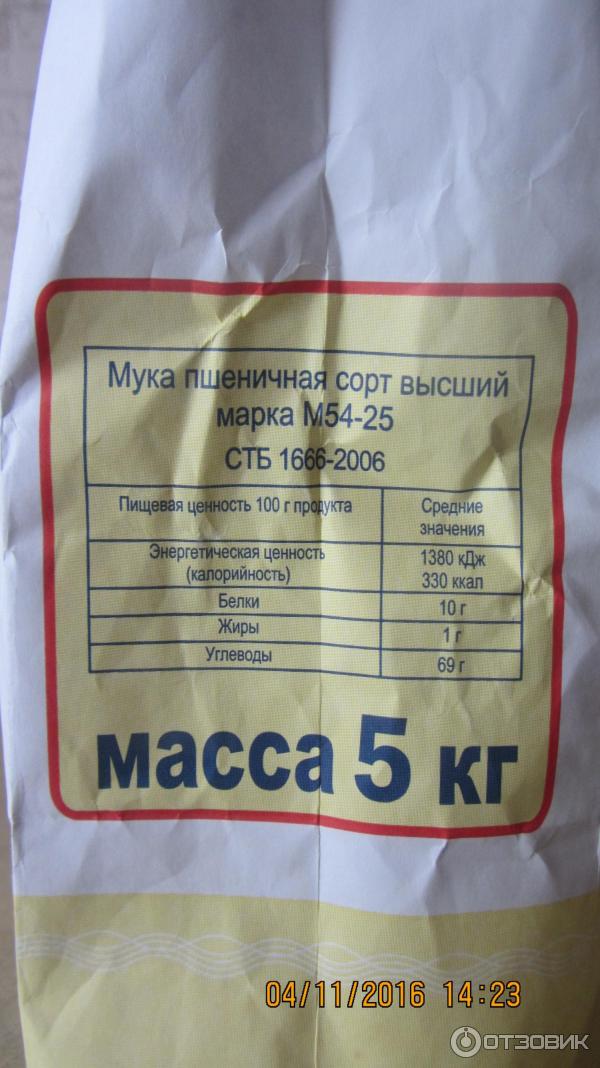 Мука пшеничная сорт высший
марка М54-25
СТБ 1666-2006
Пищевая ценность 100 г продукта
Средние
значения
Энергетическая ценность
(калорийность)
1380 кДж
330 ккал
Белки
10 г
Жиры
1 г
Углеводы
69 г
масса 5 кг
04/11/2016 14:23
ОТЗОВИК